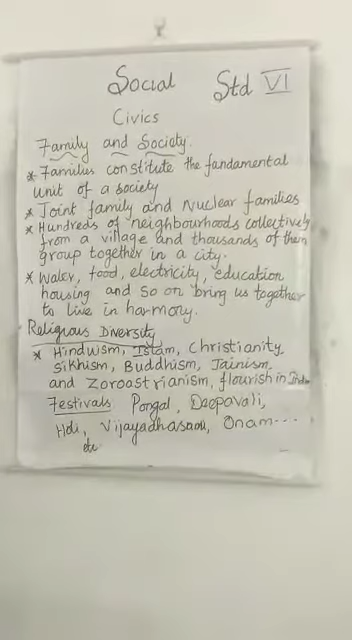 Social Std VI
Civics
Family and Society.
* Families constitute the fundamental
unit of a society
* Joint family and Nuclear families
* Hundreds of neighbourhoods collectively
from a village and thousands of them
group together in a city.
* Water, food, electricity, education
housing and so on bring us together
to live in harmony.
Religious Diversity
* Hinduism, Islam, Christianity,
Sikhism, Buddhism, Jainism,
and Zoroastrianism, flourish in
Festivals Pongal, Deepavali,
Holi, Vijayadhasami, Onam...
etc